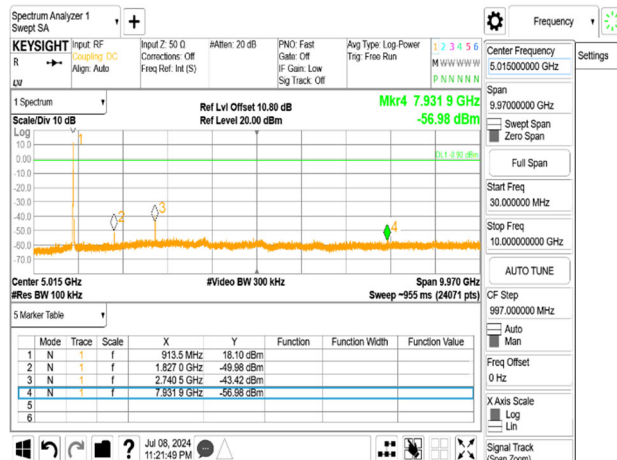 Spectrum Analyzer 1
Swept SA
+
Frequency
KEYSIGHT
R
Input: RF
Coupling: DC
Align: Auto
Input Z: 50 Ω
Corrections: Off
Freq Ref: Int (S)
#Atten: 20 dB
PNO: Fast
Gate: Off
IF Gain: Low
Sig Track: Off
Avg Type: Log-Power
Trig: Free Run
1 2 3 4 5 6
M W W W W W
P N N N N N
Center Frequency
5.015000000 GHz
Settings
1 Spectrum
Scale/Div 10 dB
Ref Lvl Offset 10.80 dB
Ref Level 20.00 dBm
Mkr4 7.931 9 GHz
-56.98 dBm
Span
9.97000000 GHz
Swept Span
Zero Span
Full Span
Start Freq
30.000000 MHz
Stop Freq
10.000000000 GHz
AUTO TUNE
CF Step
997.000000 MHz
Auto
Man
Freq Offset
0 Hz
X Axis Scale
Log
Lin
Signal Track
(Span Zoom)
Log
10.0
0.00
-10.0
-20.0
-30.0
-40.0
-50.0
-60.0
-70.0
1
2
3
4
Center 5.015 GHz
#Res BW 100 kHz
#Video BW 300 kHz
Span 9.970 GHz
Sweep ~955 ms (24071 pts)
5 Marker Table
Mode Trace Scale X Y Function Function Width Function Value
1 N 1 f 913.5 MHz 18.10 dBm
2 N 1 f 1.827 0 GHz -49.98 dBm
3 N 1 f 2.740 5 GHz -43.42 dBm
4 N 1 f 7.931 9 GHz -56.98 dBm
5
6
?
Jul 08, 2024
11:21:49 PM